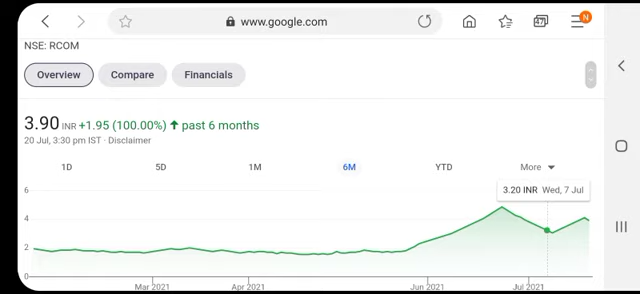 www.google.com
47
N
NSE: RCOM
Overview Compare Financials
3.90 INR +1.95 (100.00%) ↑ past 6 months
20 Jul, 3:30 pm IST · Disclaimer
1D 5D 1M 6M YTD More
3.20 INR Wed, 7 Jul
6
4
2
0
Mar 2021 Apr 2021 Jun 2021 Jul 2021